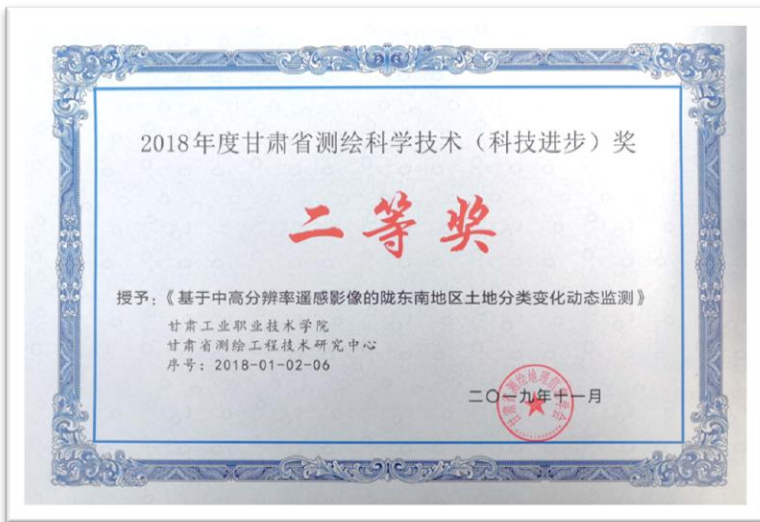 2018年度甘肃省测绘科学技术（科技进步）奖
二等奖
授予：《基于中高分辨率遥感影像的陇东南地区土地分类变化动态监测》
甘肃工业职业技术学院
甘肃省测绘工程技术研究中心
序号：2018-01-02-06
二〇一九年十一月